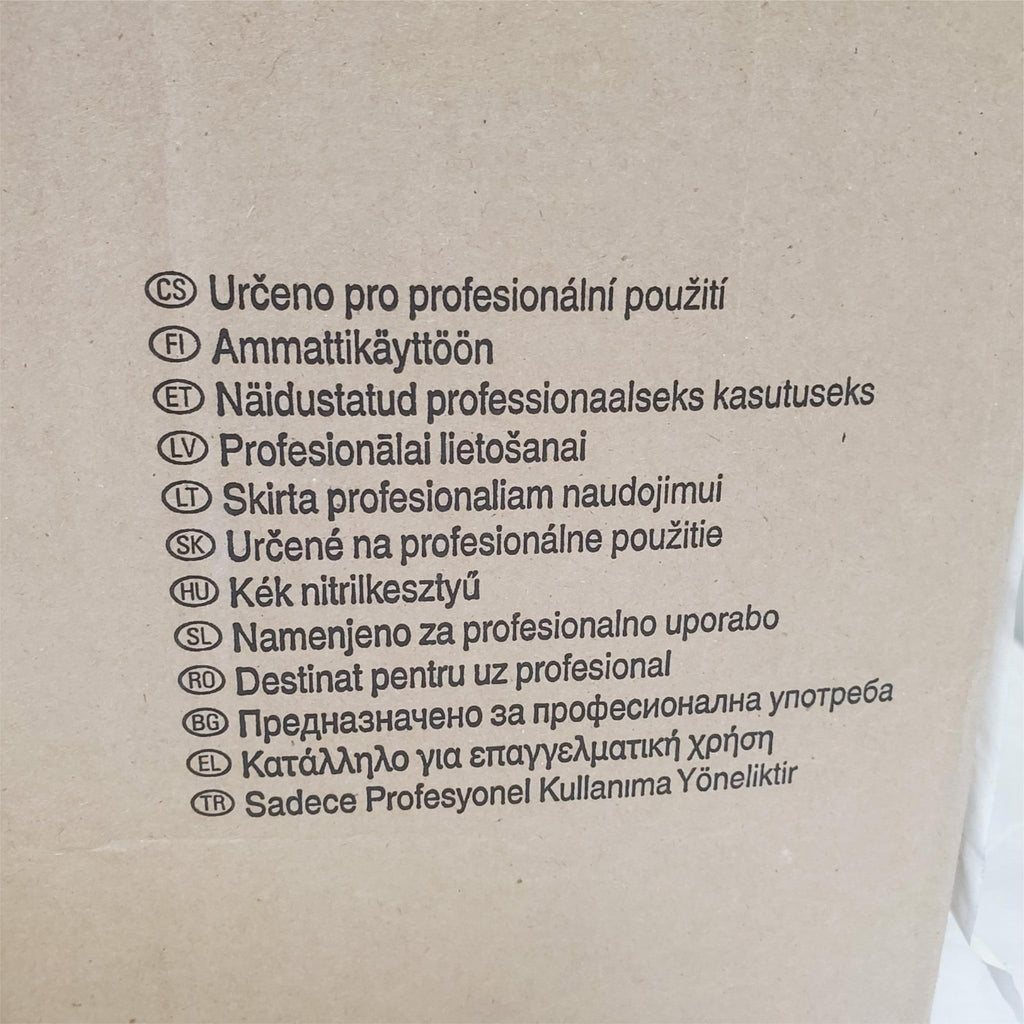 CS Určeno pro profesionální použití
FI Ammattikäyttöön
ET Näidustatud professionaalseks kasutuseks
LV Profesionālai lietošanai
LT Skirta profesionaliam naudojimui
SK Určené na profesionálne použitie
HU Kék nitrilkesztyű
SL Namenjeno za profesionalno uporabo
RO Destinat pentru uz profesional
BG Предназначено за професионална употреба
EL Κατάλληλο για επαγγελματική χρήση
TR Sadece Profesyonel Kullanıma Yöneliktir